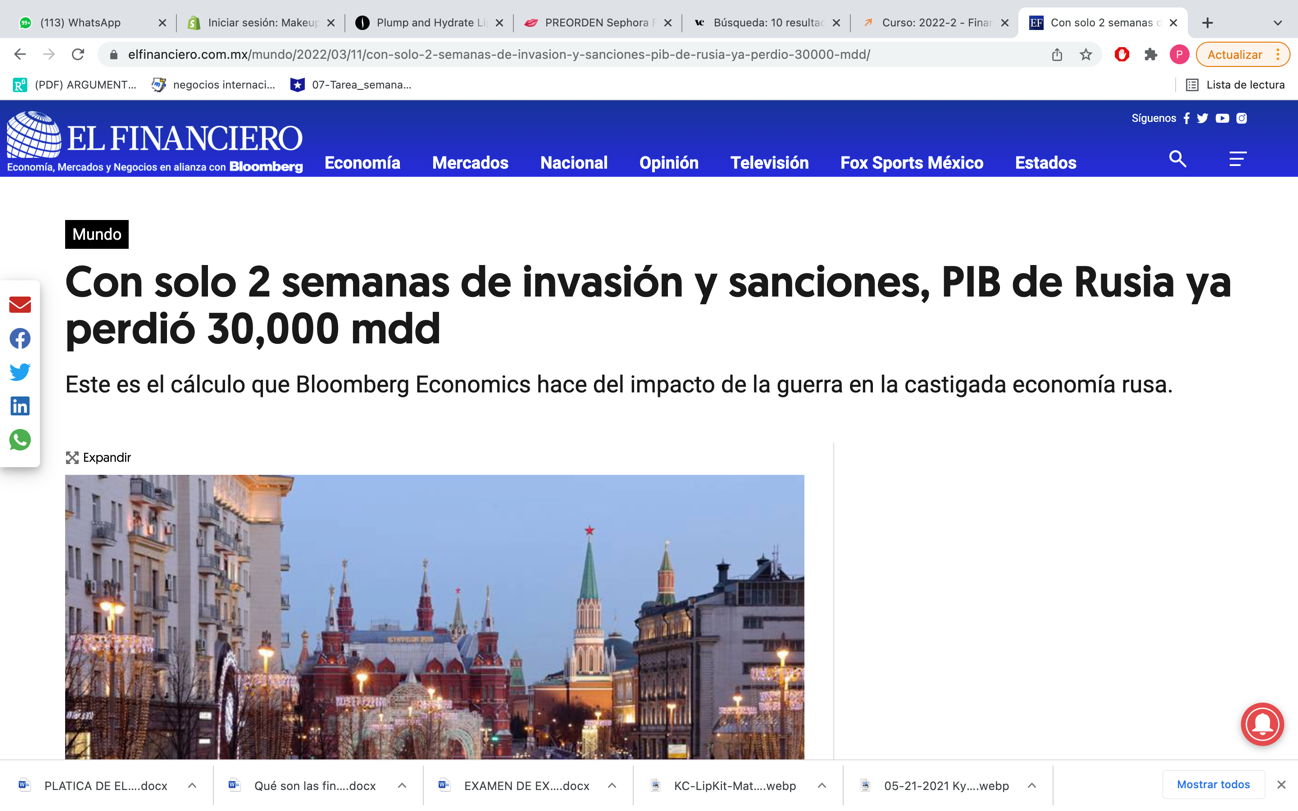 (113) WhatsApp
Iniciar sesión: Makeup
Plump and Hydrate Li
PREORDEN Sephora
Búsqueda: 10 resulta
Curso: 2022-2 - Fina
Con solo 2 semanas
elfinanciero.com.mx/mundo/2022/03/11/con-solo-2-semanas-de-invasion-y-sanciones-pib-de-rusia-ya-perdio-30000-mdd/
P
Actualizar
(PDF) ARGUMENT...
negocios internaci...
07-Tarea_semana...
Lista de lectura
EL FINANCIERO
Economía, Mercados y Negocios en alianza con Bloomberg
Síguenos
Economía
Mercados
Nacional
Opinión
Televisión
Fox Sports México
Estados
Mundo
Con solo 2 semanas de invasión y sanciones, PIB de Rusia ya
perdió 30,000 mdd
Este es el cálculo que Bloomberg Economics hace del impacto de la guerra en la castigada economía rusa.
Expandir
PLATICA DE EL....docx
Qué son las fin....docx
EXAMEN DE EX....docx
KC-LipKit-Mat....webp
05-21-2021 Ky....webp
Mostrar todos